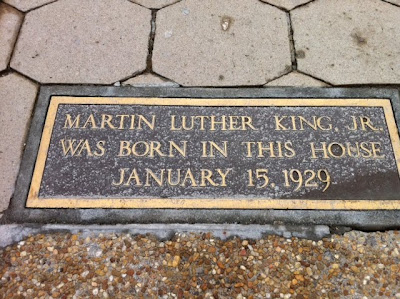 MARTIN LUTHER KING, JR.
WAS BORN IN THIS HOUSE
JANUARY 15, 1929